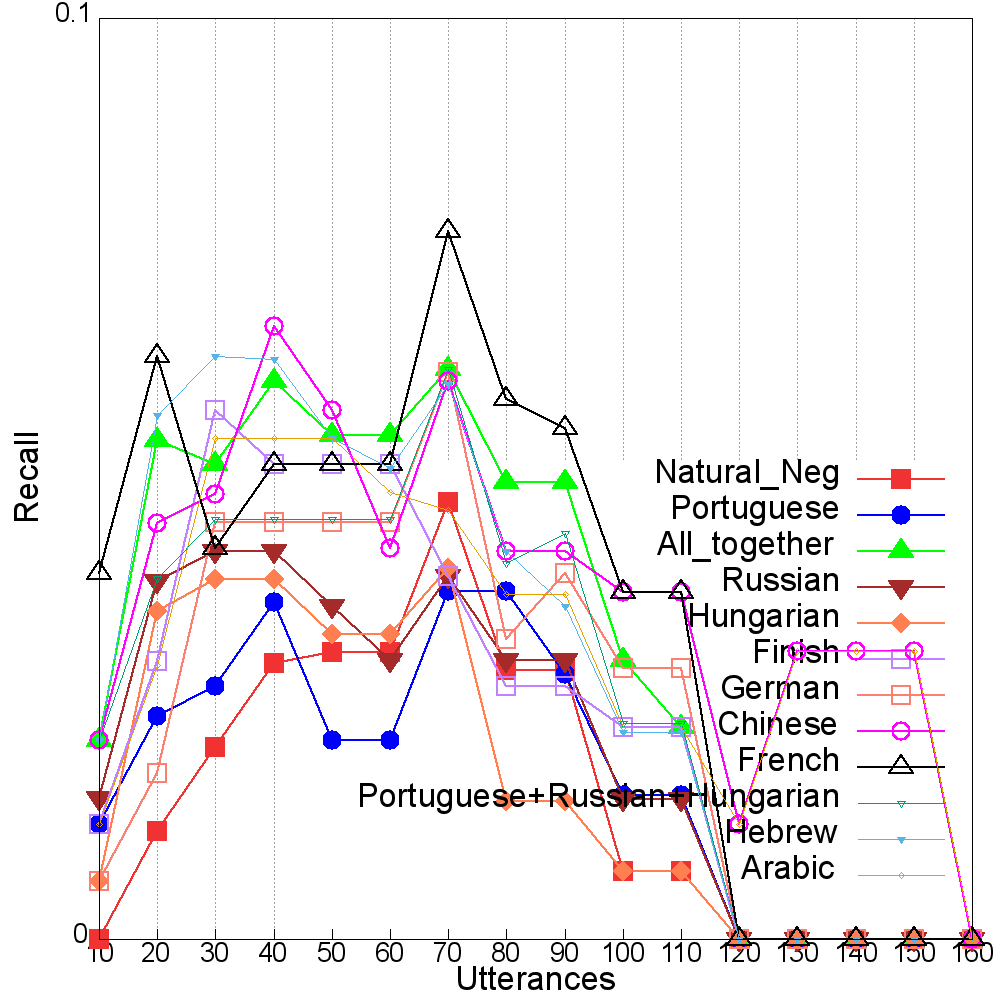 0.1
Recall
Natural_Neg
Portuguese
All_together
Russian
Hungarian
Finish
German
Chinese
French
Portuguese+Russian+Hungarian
Hebrew
Arabic
0
10 20 30 40 50 60 70 80 90 100 110 120 130 140 150 160
Utterances